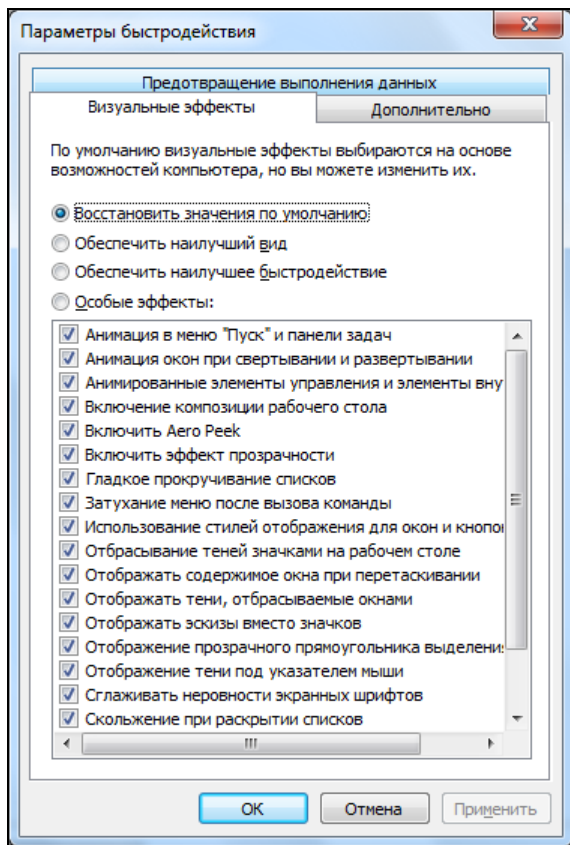 Параметры быстродействия
Предотвращение выполнения данных
Визуальные эффекты
Дополнительно
По умолчанию визуальные эффекты выбираются на основе
возможностей компьютера, но вы можете изменить их.
Восстановить значения по умолчанию
Обеспечить наилучший вид
Обеспечить наилучшее быстродействие
Особые эффекты:
Анимация в меню "Пуск" и панели задач
Анимация окон при свертывании и развертывании
Анимированные элементы управления и элементы вну
Включение композиции рабочего стола
Включить Aero Peek
Включить эффект прозрачности
Гладкое прокручивание списков
Затухание меню после вызова команды
Использование стилей отображения для окон и кнопок
Отбрасывание теней значками на рабочем столе
Отображать содержимое окна при перетаскивании
Отображать тени, отбрасываемые окнами
Отображать эскизы вместо значков
Отображение прозрачного прямоугольника выделения
Отображение тени под указателем мыши
Сглаживать неровности экранных шрифтов
Скольжение при раскрытии списков
ОК
Отмена
Применить